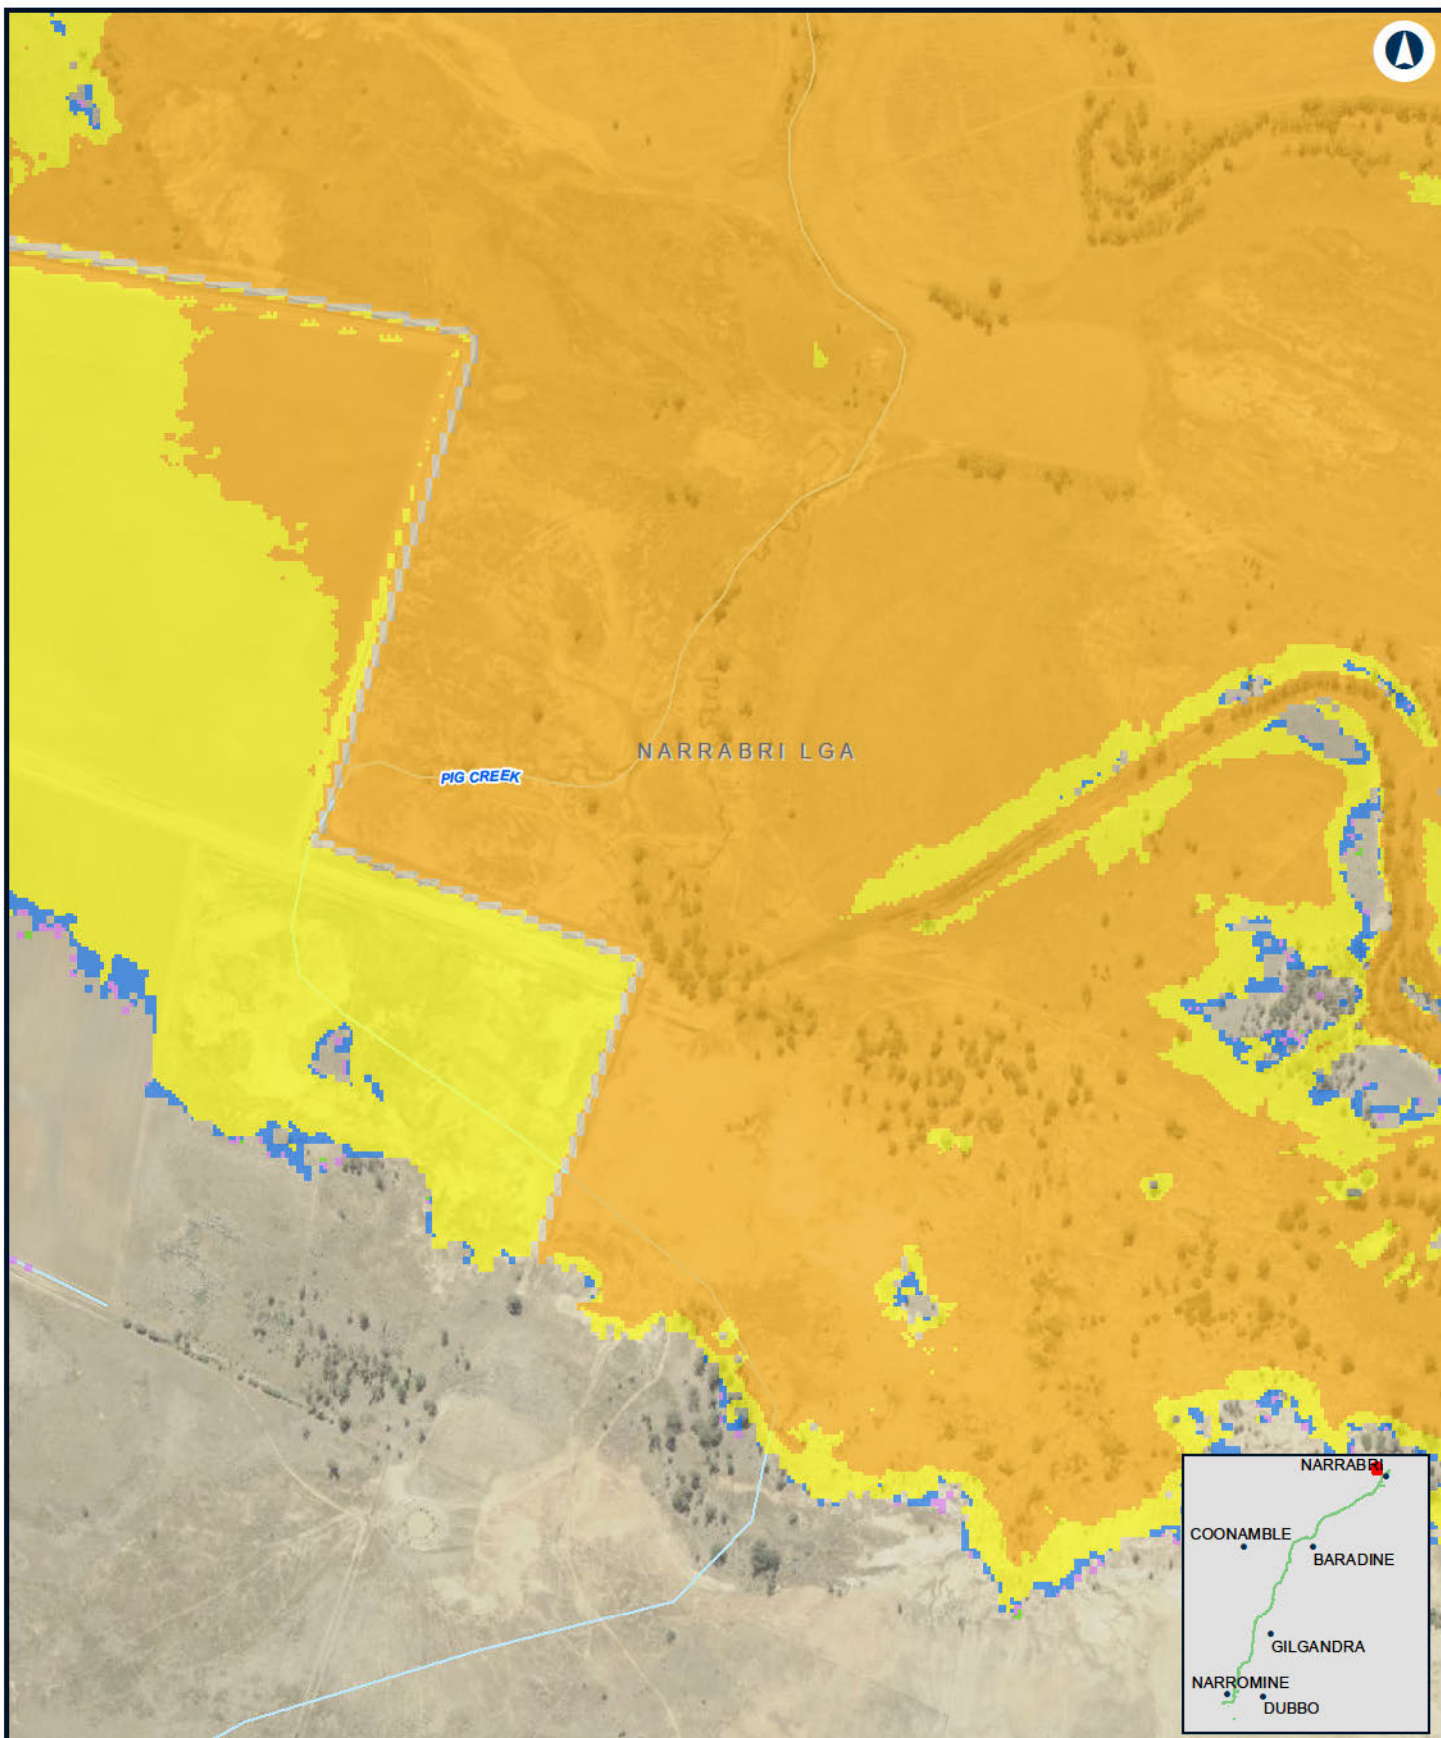 NARRABRI LGA
PIG CREEK
NARRABRI
COONAMBLE
BARADINE
GILGANDRA
NARROMINE
DUBBO